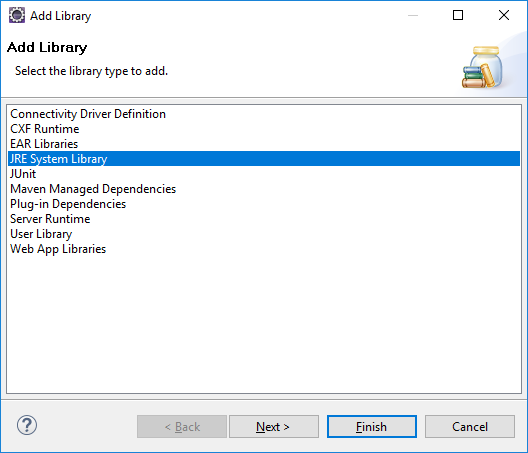 Add Library
Add Library
Select the library type to add.
Connectivity Driver Definition
CXF Runtime
EAR Libraries
JRE System Library
JUnit
Maven Managed Dependencies
Plug-in Dependencies
Server Runtime
User Library
Web App Libraries
?
< Back
Next >
Finish
Cancel